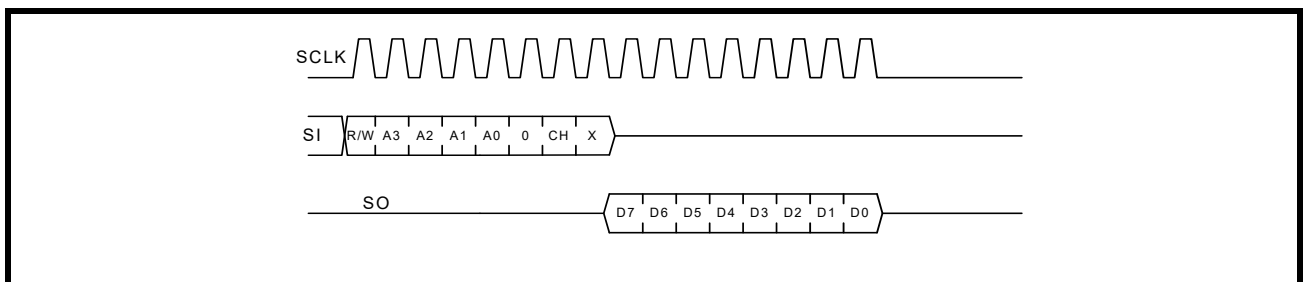 SCLK
SI R/W A3 A2 A1 A0 0 CH X
SO
D7 D6 D5 D4 D3 D2 D1 D0